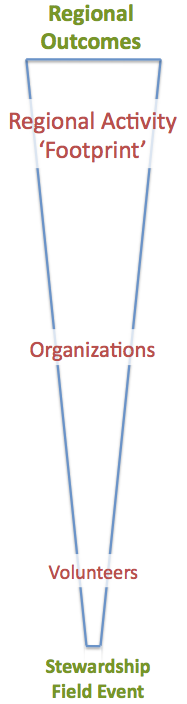 Regional
Outcomes
Regional Activity
‘Footprint’
Organizations
Volunteers
Stewardship
Field Event